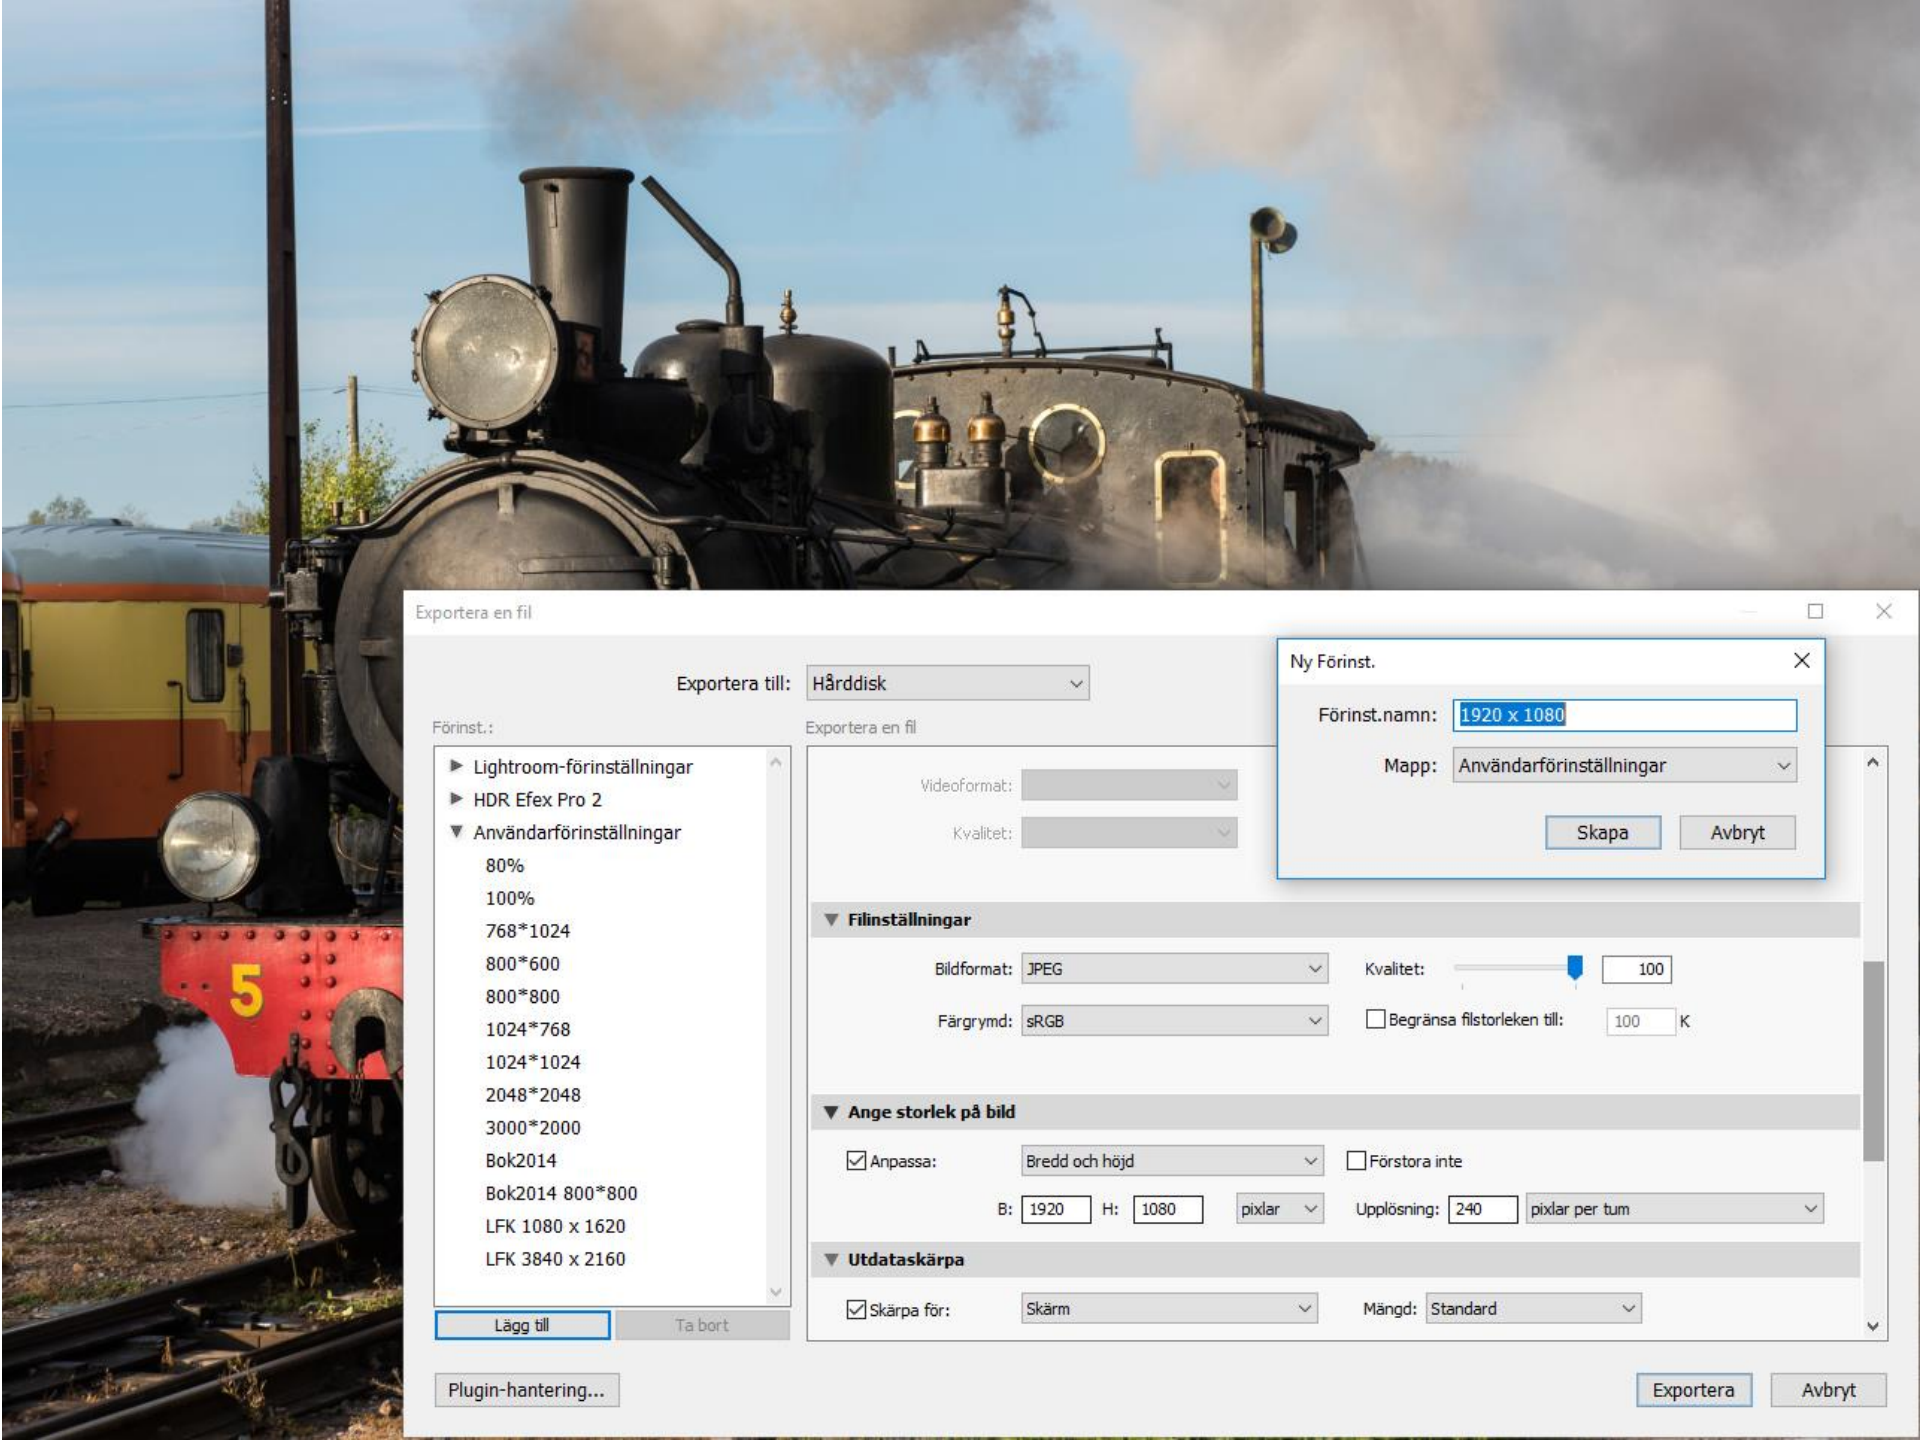 5
Exportera en fil
Ny Förinst.
Exportera till: Hårddisk
Förinst.namn: 1920 x 1080
Förinst.:
Exportera en fil
Mapp: Användarförinställningar
Skapa Avbryt
Lightroom-förinställningar
HDR Efex Pro 2
Användarförinställningar
80%
100%
768*1024
800*600
800*800
1024*768
1024*1024
2048*2048
3000*2000
Bok2014
Bok2014 800*800
LFK 1080 x 1620
LFK 3840 x 2160
Lägg till Ta bort
Videoformat:
Kvalitet:
Filinställningar
Bildformat: JPEG Kvalitet: 100
Färgrymd: sRGB Begränsa filstorleken till: 100 K
Ange storlek på bild
Anpassa: Bredd och höjd Förstora inte
B: 1920 H: 1080 pixlar Upplösning: 240 pixlar per tum
Utdataskärpa
Skärpa för: Skärm Mängd: Standard
Plugin-hantering... Exportera Avbryt